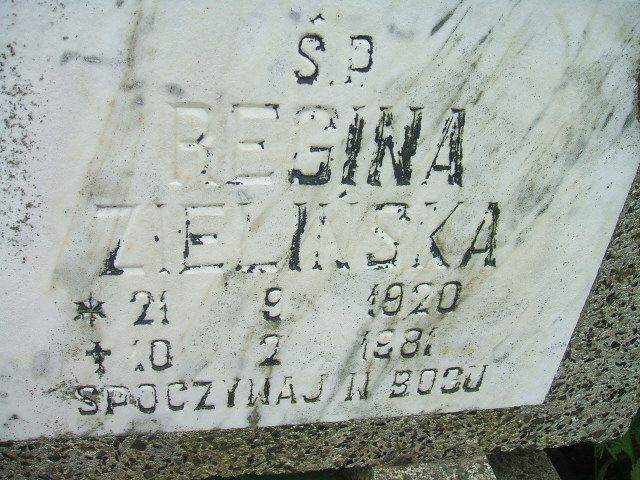 Ś.P.
REGINA
ZIELIŃSKA
* 21 9 1920
✝ 10 2 1981
SPOCZYWAJ W BOGU